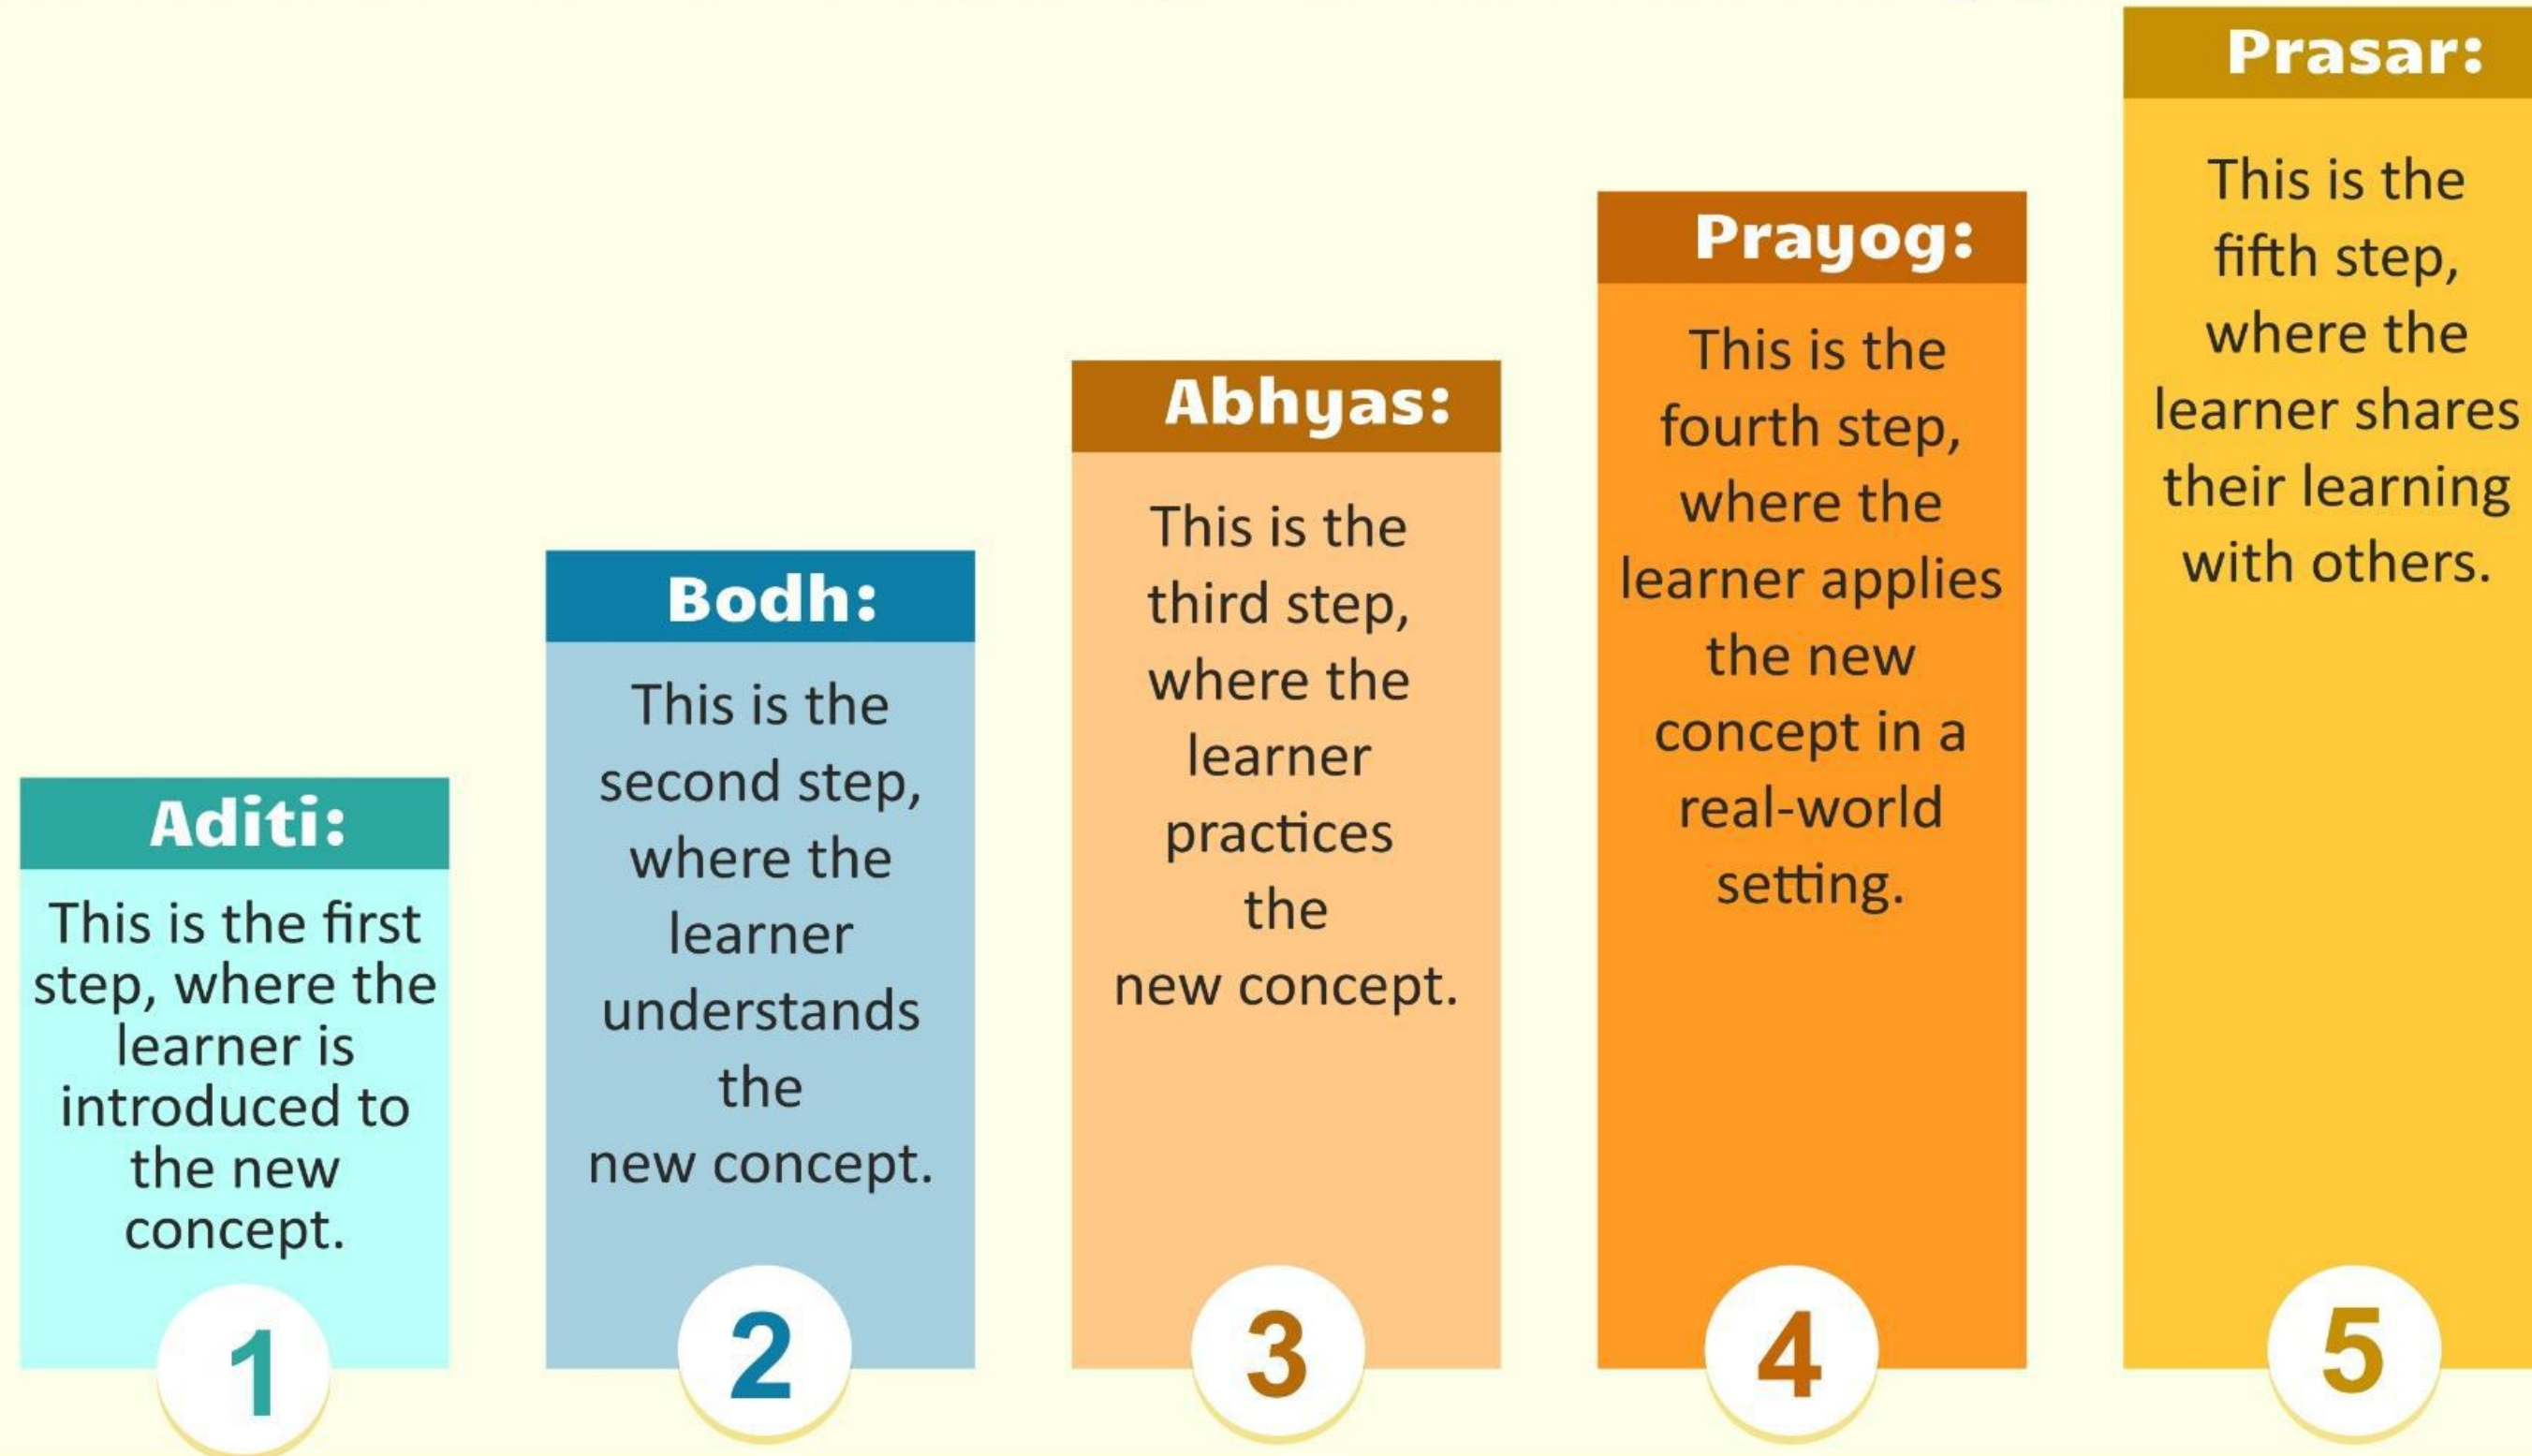 Aditi:
This is the first
step, where the
learner is
introduced to
the new
concept.
1
Bodh:
This is the
second step,
where the
learner
understands
the
new concept.
2
Abhyas:
This is the
third step,
where the
learner
practices
the
new concept.
3
Prayog:
This is the
fourth step,
where the
learner applies
the new
concept in a
real-world
setting.
4
Prasar:
This is the
fifth step,
where the
learner shares
their learning
with others.
5